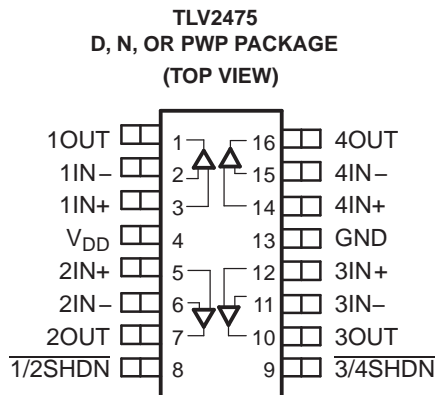 TLV2475
D, N, OR PWP PACKAGE
(TOP VIEW)
1OUT 1 16 4OUT
1IN− 2 15 4IN−
1IN+ 3 14 4IN+
VDD 4 13 GND
2IN+ 5 12 3IN+
2IN− 6 11 3IN−
2OUT 7 10 3OUT
1/2SHDN 8 9 3/4SHDN